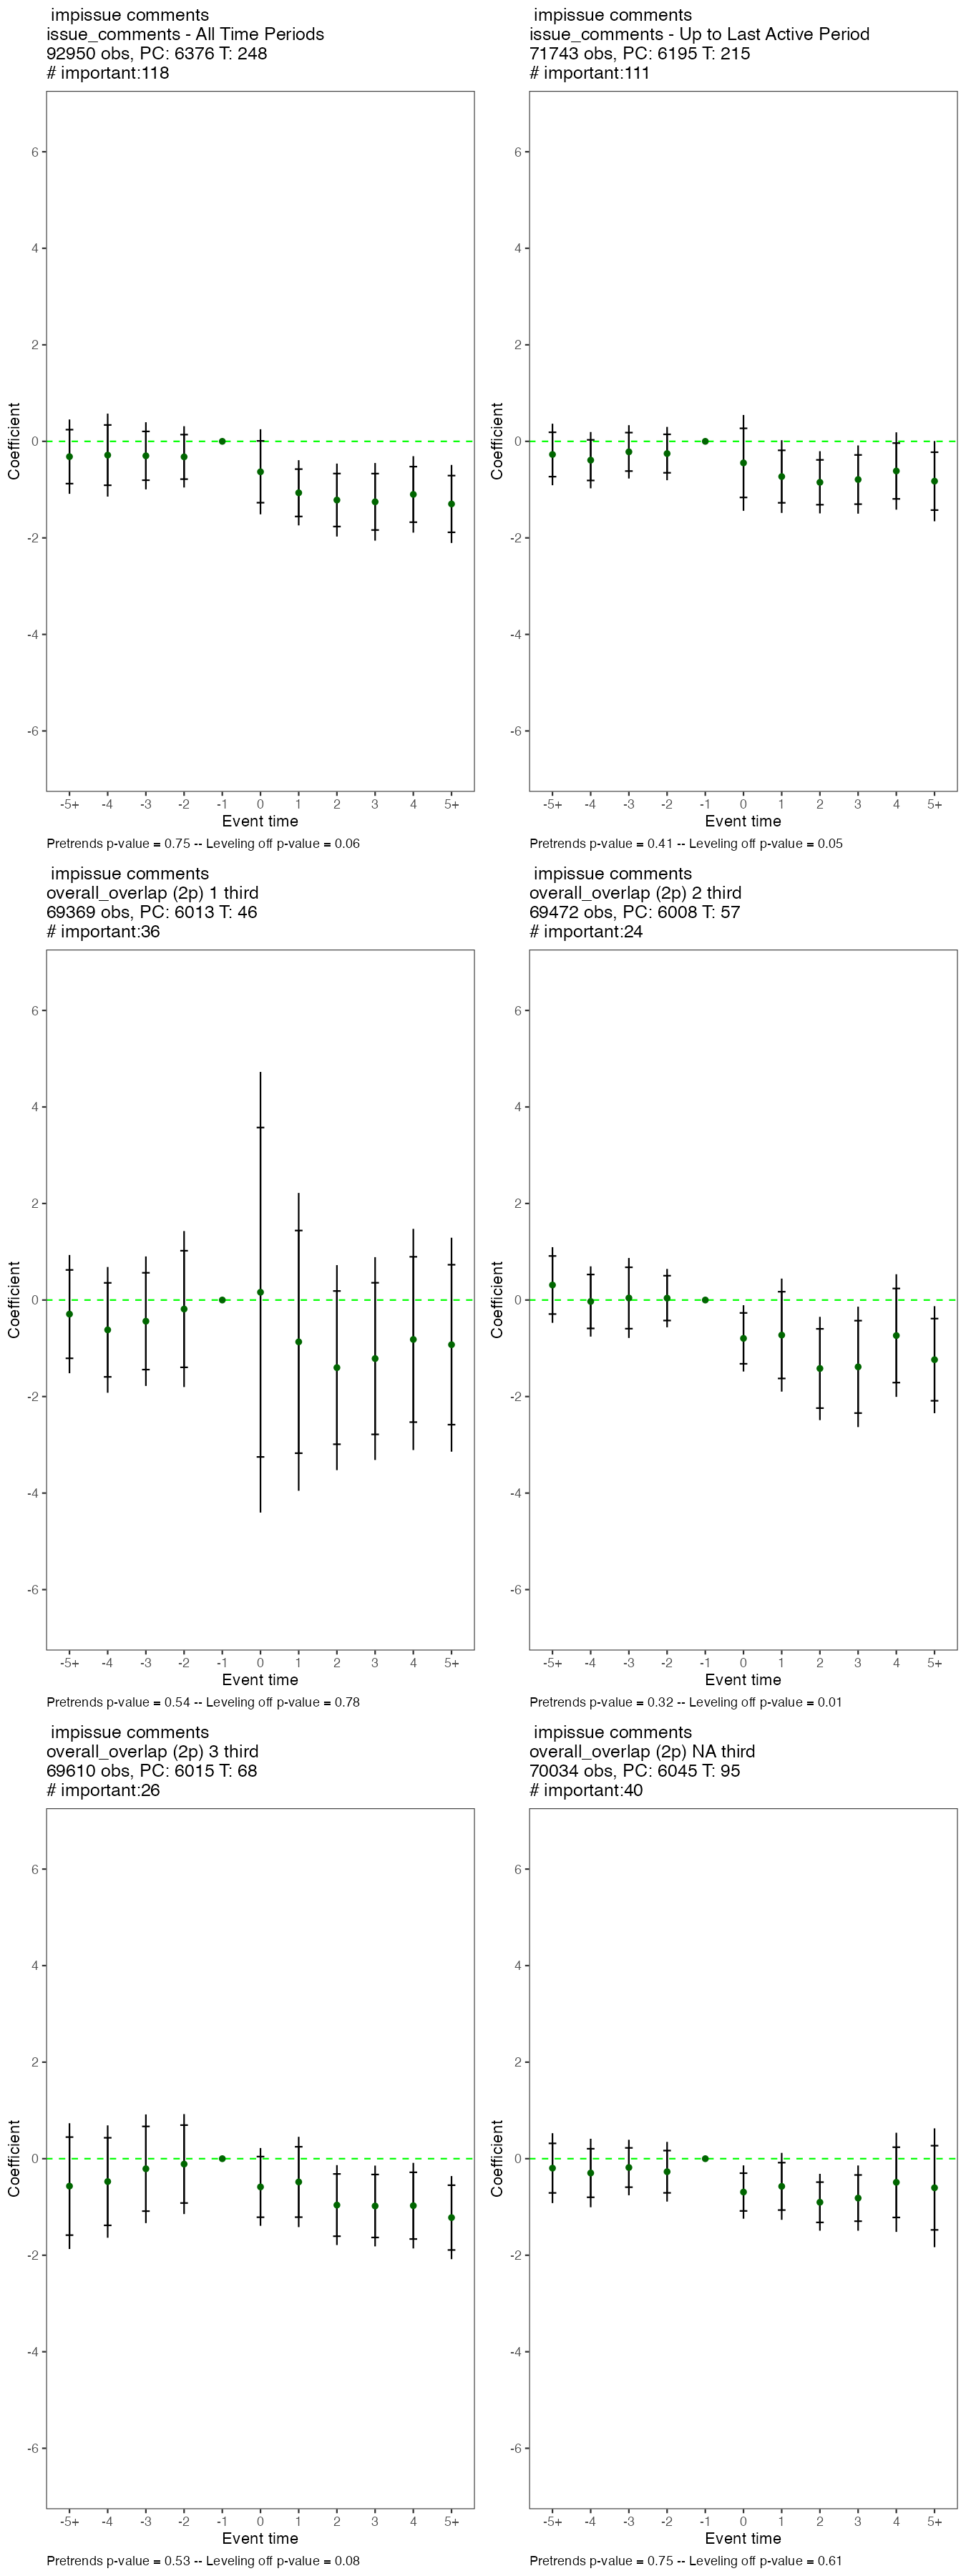 impissue comments
issue_comments - All Time Periods
92950 obs, PC: 6376 T: 248
# important:118
6
4
2
0
-2
-4
-6
Coefficient
-5+ -4 -3 -2 -1 0 1 2 3 4 5+
Event time
Pretrends p-value = 0.75 -- Leveling off p-value = 0.06
impissue comments
issue_comments - Up to Last Active Period
71743 obs, PC: 6195 T: 215
# important:111
6
4
2
0
-2
-4
-6
Coefficient
-5+ -4 -3 -2 -1 0 1 2 3 4 5+
Event time
Pretrends p-value = 0.41 -- Leveling off p-value = 0.05
impissue comments
overall_overlap (2p) 1 third
69369 obs, PC: 6013 T: 46
# important:36
6
4
2
0
-2
-4
-6
Coefficient
-5+ -4 -3 -2 -1 0 1 2 3 4 5+
Event time
Pretrends p-value = 0.54 -- Leveling off p-value = 0.78
impissue comments
overall_overlap (2p) 2 third
69472 obs, PC: 6008 T: 57
# important:24
6
4
2
0
-2
-4
-6
Coefficient
-5+ -4 -3 -2 -1 0 1 2 3 4 5+
Event time
Pretrends p-value = 0.32 -- Leveling off p-value = 0.01
impissue comments
overall_overlap (2p) 3 third
69610 obs, PC: 6015 T: 68
# important:26
6
4
2
0
-2
-4
-6
Coefficient
-5+ -4 -3 -2 -1 0 1 2 3 4 5+
Event time
Pretrends p-value = 0.53 -- Leveling off p-value = 0.08
impissue comments
overall_overlap (2p) NA third
70034 obs, PC: 6045 T: 95
# important:40
6
4
2
0
-2
-4
-6
Coefficient
-5+ -4 -3 -2 -1 0 1 2 3 4 5+
Event time
Pretrends p-value = 0.75 -- Leveling off p-value = 0.61